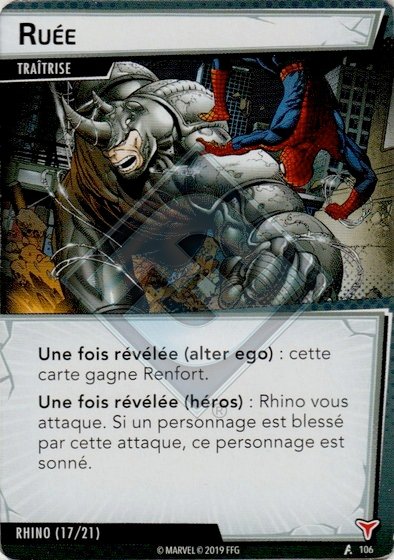 Ruée
TRAÎTRISE
Une fois révélée (alter ego) : cette
carte gagne Renfort.
Une fois révélée (héros) : Rhino vous
attaque. Si un personnage est blessé
par cette attaque, ce personnage est
sonné.
RHINO (17/21)
© MARVEL © 2019 FFG
106